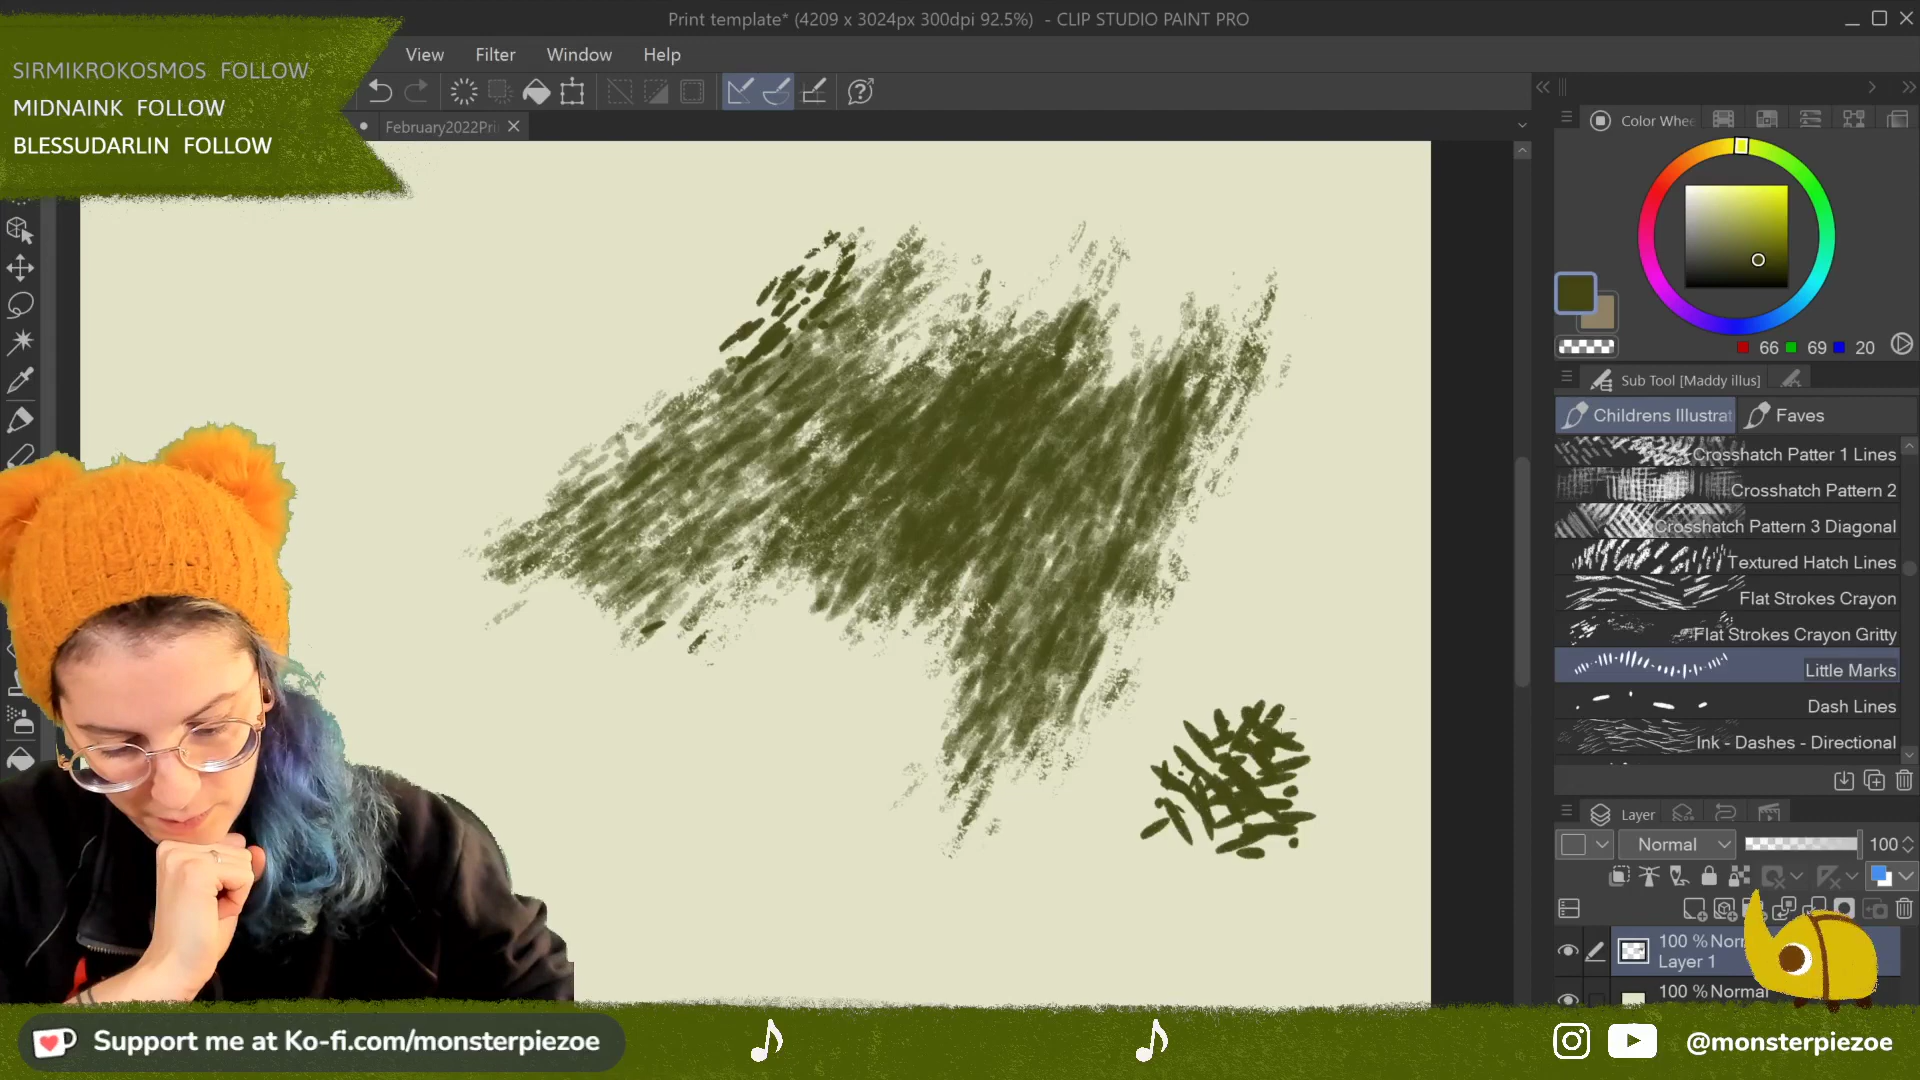 Print template* (4209 x 3024px 300dpi 92.5%) - CLIP STUDIO PAINT PRO
SIRMIKROKOSMOS FOLLOW
MIDNAINK FOLLOW
BLESSUDARLIN FOLLOW
View Filter Window Help
February2022Pri
Color Whee
66 69 20
Sub Tool [Maddy illus]
Childrens Illustrat
Faves
Crosshatch Patter 1 Lines
Crosshatch Pattern 2
Crosshatch Pattern 3 Diagonal
Textured Hatch Lines
Flat Strokes Crayon
Flat Strokes Crayon Gritty
Little Marks
Dash Lines
Ink - Dashes - Directional
Layer
Normal 100
100 % Nor
Layer 1
100 % Normal
Support me at Ko-fi.com/monsterpiezoe
@monsterpiezoe